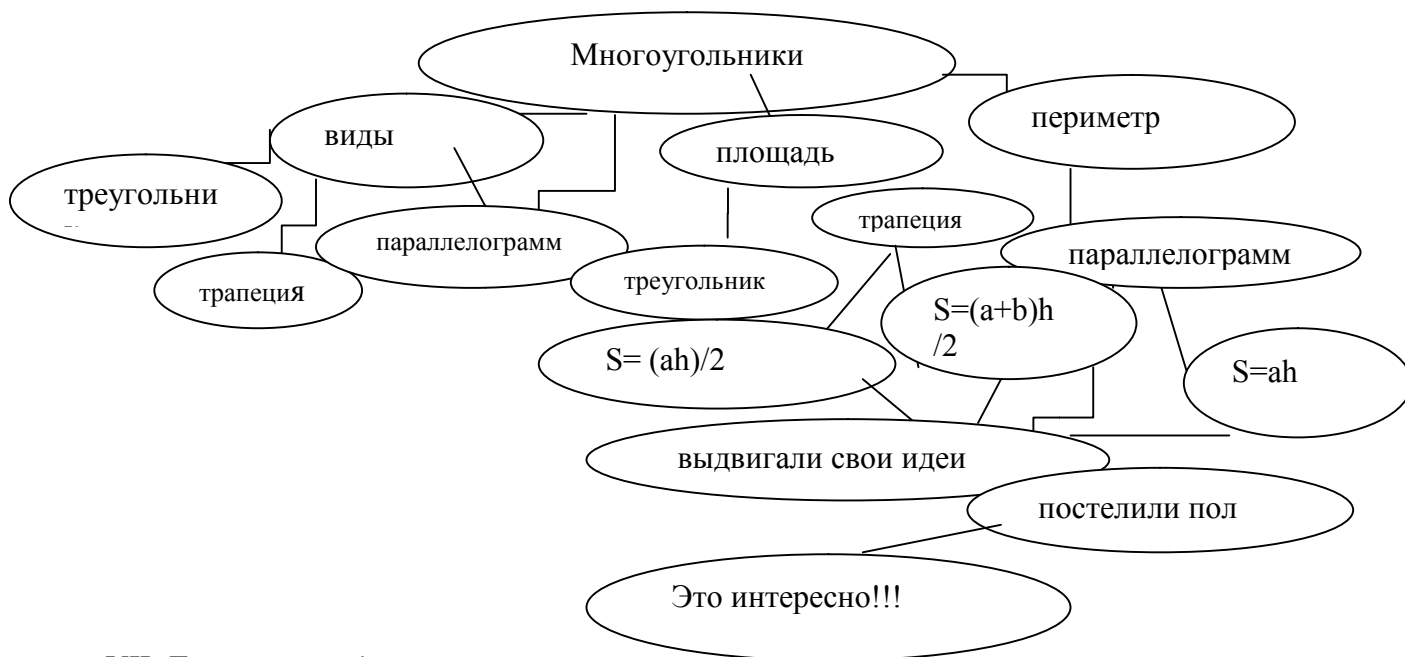 Многоугольники
виды
площадь
периметр
треугольни
трапеция
параллелограмм
треугольник
трапеция
параллелограмм
S= (ah)/2
S=(a+b)h
/2
S=ah
выдвигали свои идеи
постелили пол
Это интересно!!!